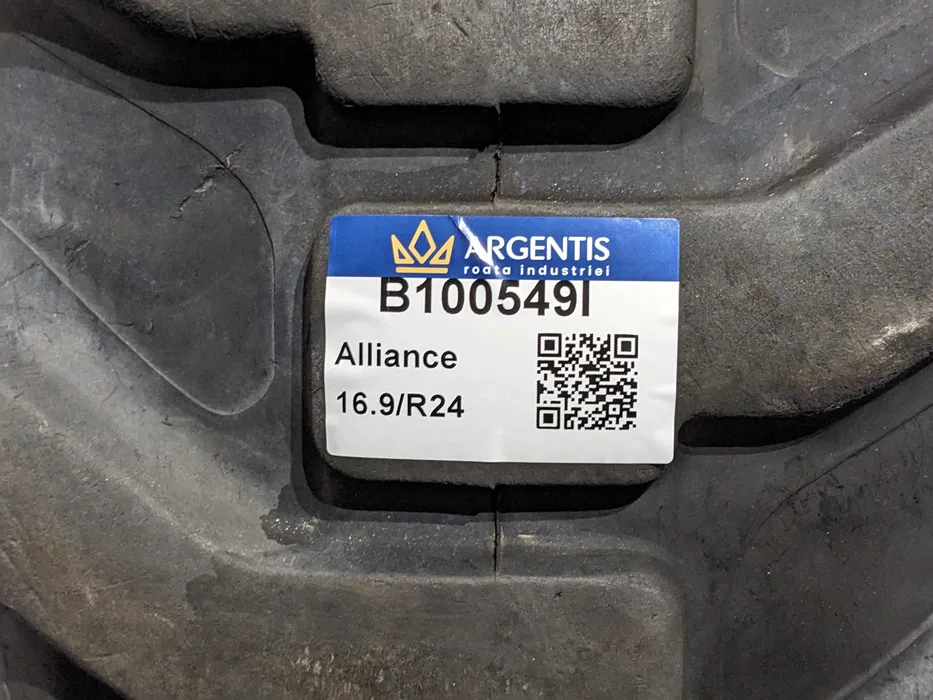 ARGENTIS
roata industriei
B100549I
Alliance
16.9/R24